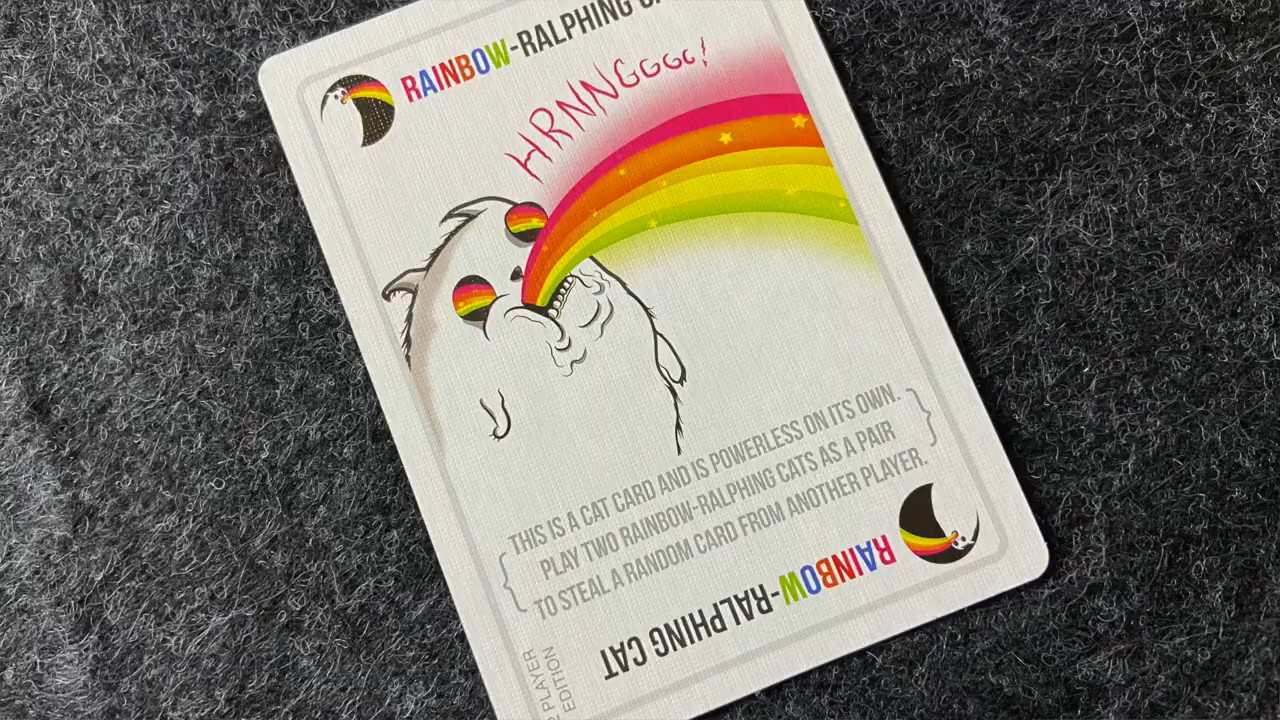 RAINBOW-RALPHING
HRNNGGGG!
THIS IS A CAT CARD AND IS POWERLESS ON ITS OWN.
PLAY TWO RAINBOW-RALPHING CATS AS A PAIR
TO STEAL A RANDOM CARD FROM ANOTHER PLAYER.
RAINBOW-RALPHING CAT
PLAYER
EDITION